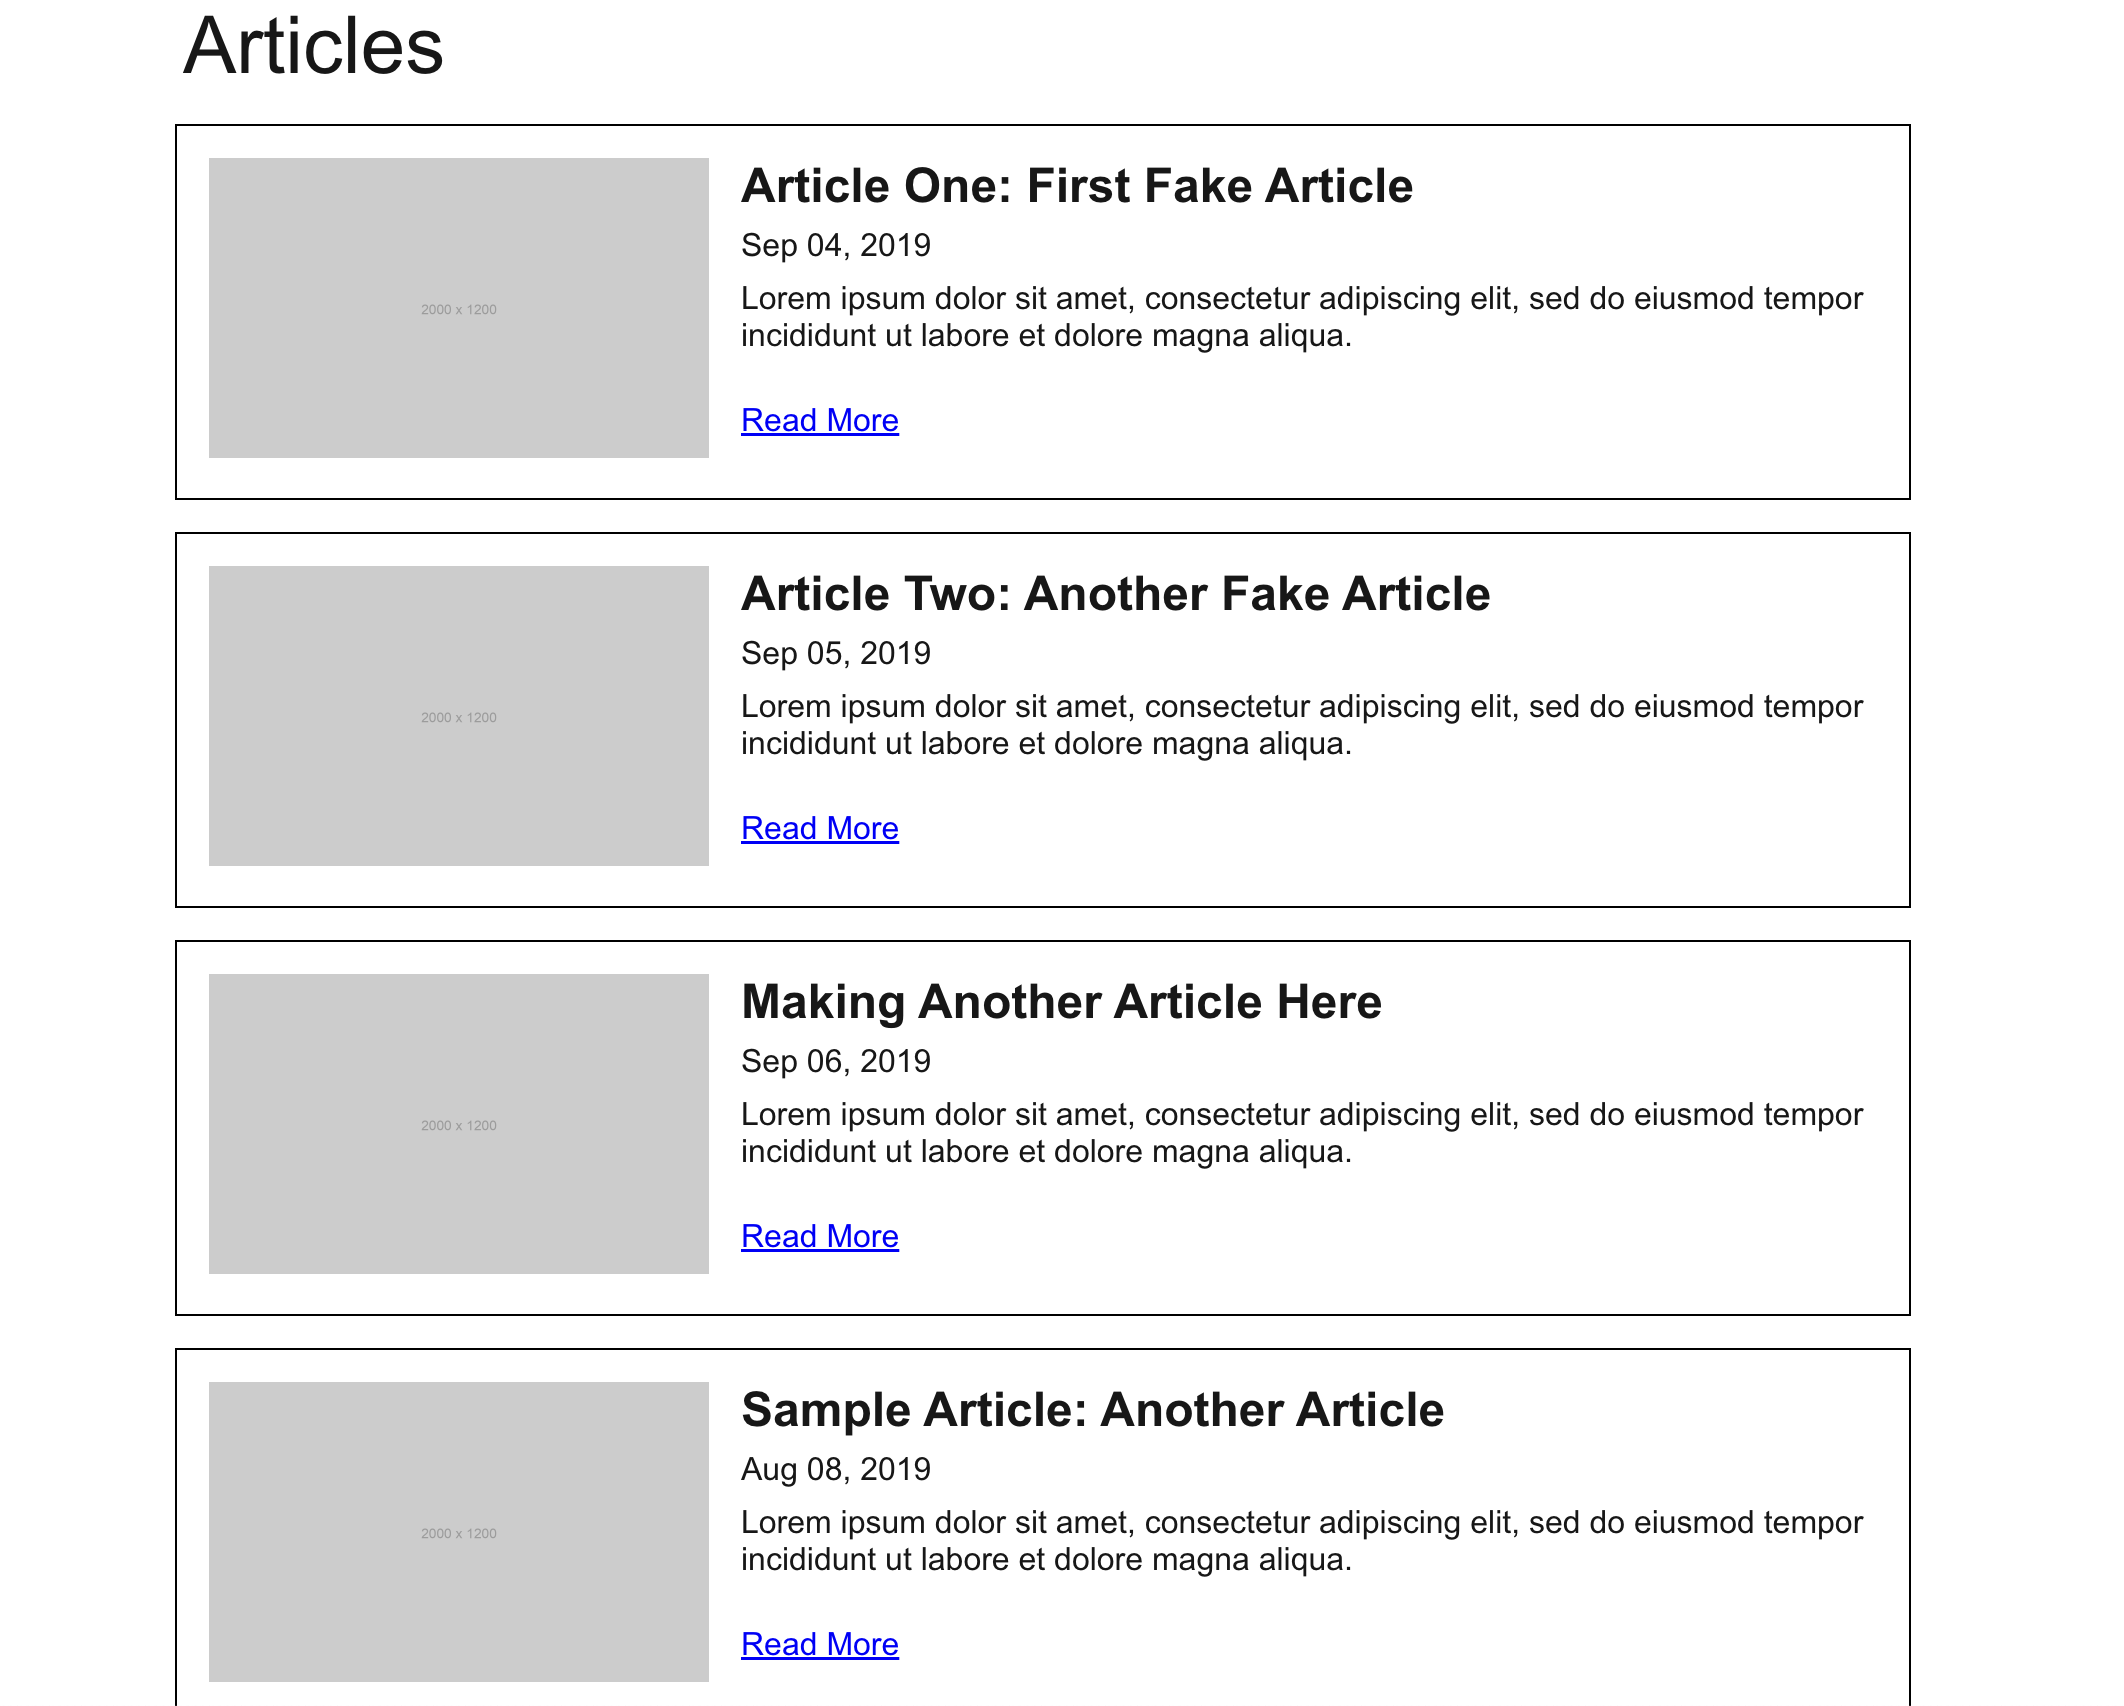 Articles
2000 x 1200
Article One: First Fake Article
Sep 04, 2019
Lorem ipsum dolor sit amet, consectetur adipiscing elit, sed do eiusmod tempor
incididunt ut labore et dolore magna aliqua.
Read More
2000 x 1200
Article Two: Another Fake Article
Sep 05, 2019
Lorem ipsum dolor sit amet, consectetur adipiscing elit, sed do eiusmod tempor
incididunt ut labore et dolore magna aliqua.
Read More
2000 x 1200
Making Another Article Here
Sep 06, 2019
Lorem ipsum dolor sit amet, consectetur adipiscing elit, sed do eiusmod tempor
incididunt ut labore et dolore magna aliqua.
Read More
2000 x 1200
Sample Article: Another Article
Aug 08, 2019
Lorem ipsum dolor sit amet, consectetur adipiscing elit, sed do eiusmod tempor
incididunt ut labore et dolore magna aliqua.
Read More